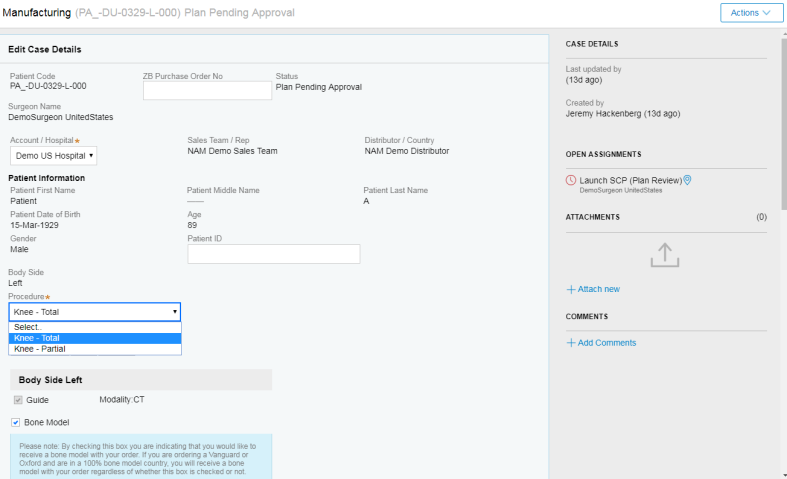 Manufacturing (PA_-DU-0329-L-000) Plan Pending Approval
Actions
Edit Case Details
Patient Code
PA_-DU-0329-L-000
ZB Purchase Order No
Status
Plan Pending Approval
Surgeon Name
DemoSurgeon UnitedStates
Account / Hospital★
Demo US Hospital
Sales Team / Rep
NAM Demo Sales Team
Distributor / Country
NAM Demo Distributor
Patient Information
Patient First Name
Patient
Patient Middle Name
-----
Patient Last Name
A
Patient Date of Birth
15-Mar-1929
Age
89
Gender
Male
Patient ID
Body Side
Left
Procedure★
Knee - Total
Select..
Knee - Total
Knee - Partial
Body Side Left
Guide
Modality:CT
Bone Model
Please note: By checking this box you are indicating that you would like to
receive a bone model with your order. If you are ordering a Vanguard or
Oxford and are in a 100% bone model country, you will receive a bone
model with your order regardless of whether this box is checked or not.
CASE DETAILS
Last updated by
(13d ago)
Created by
Jeremy Hackenberg (13d ago)
OPEN ASSIGNMENTS
Launch SCP (Plan Review)
DemoSurgeon UnitedStates
ATTACHMENTS (0)
+ Attach new
COMMENTS
+ Add Comments